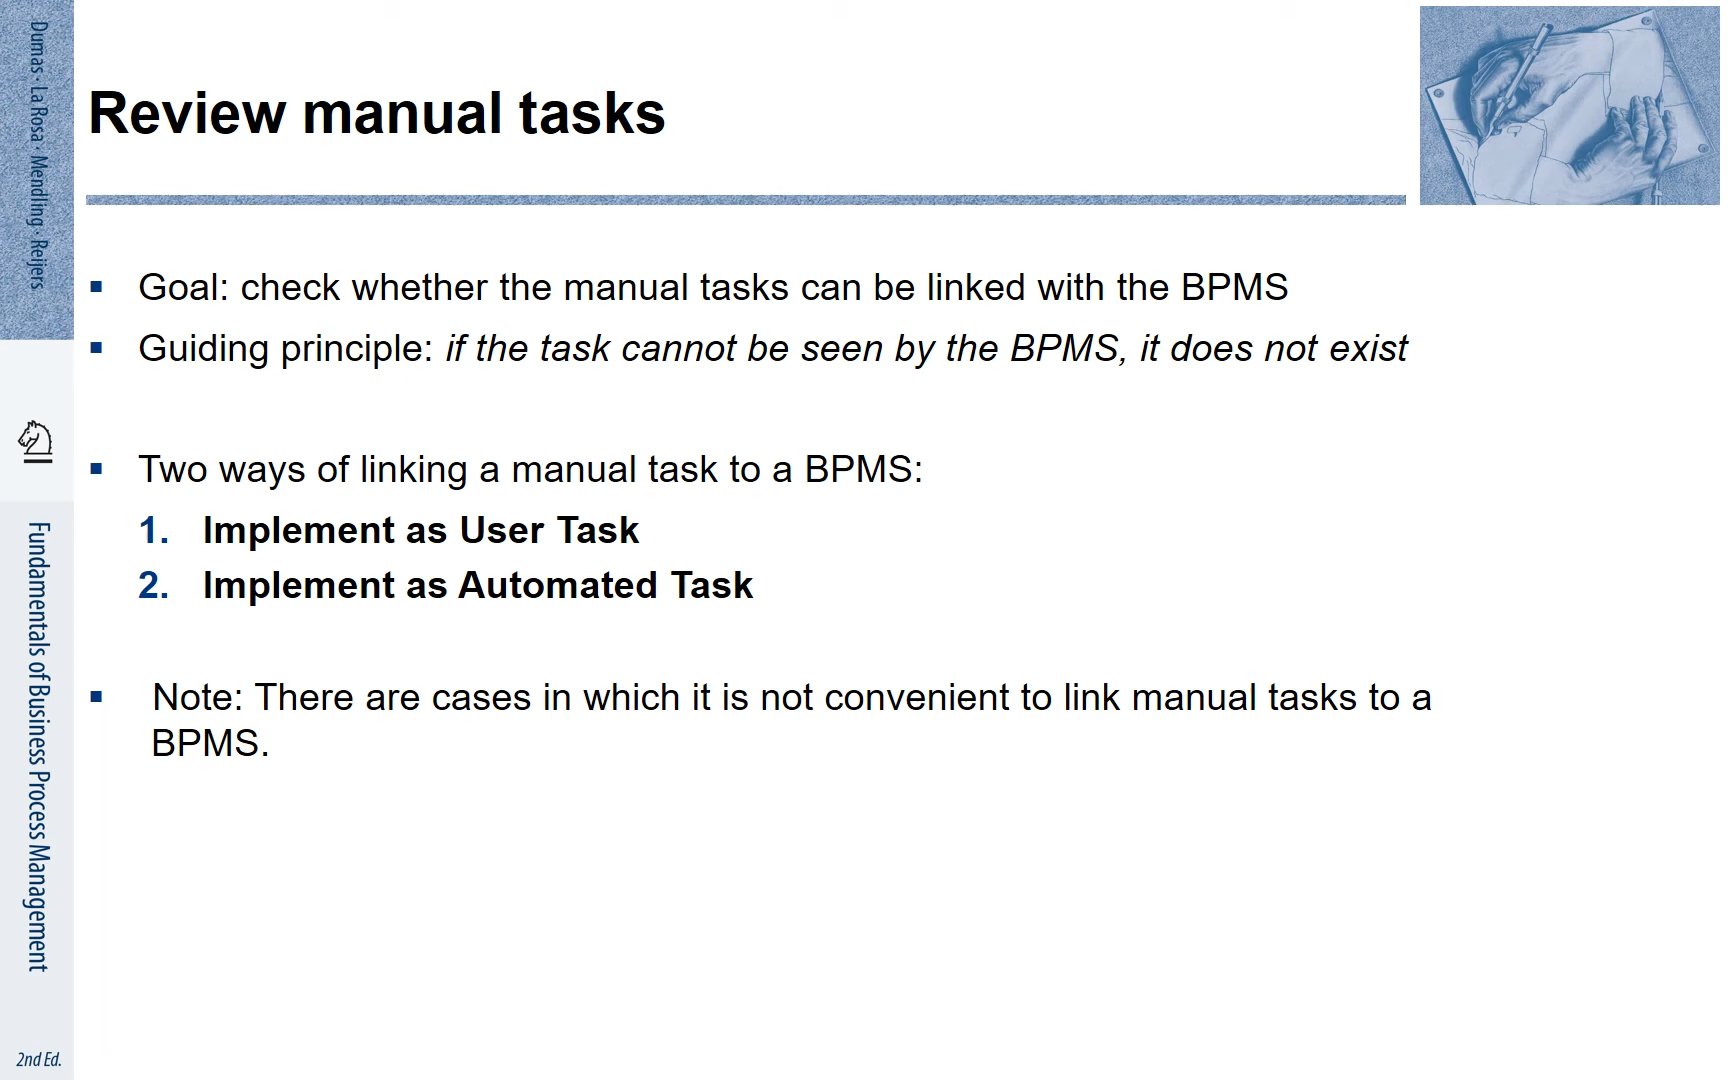 Dumas · La Rosa · Mendling · Reijers
Fundamentals of Business Process Management
2nd Ed.
Review manual tasks
▪ Goal: check whether the manual tasks can be linked with the BPMS
▪ Guiding principle: if the task cannot be seen by the BPMS, it does not exist
▪ Two ways of linking a manual task to a BPMS:
1. Implement as User Task
2. Implement as Automated Task
▪ Note: There are cases in which it is not convenient to link manual tasks to a
BPMS.